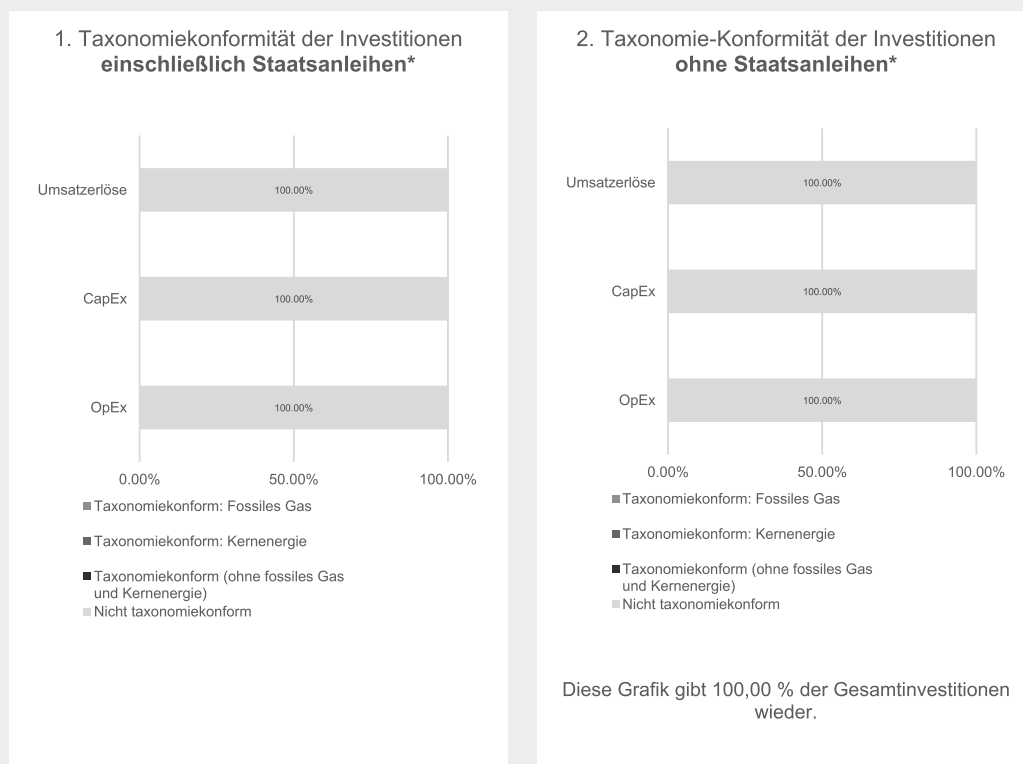 1. Taxonomiekonformität der Investitionen
einschließlich Staatsanleihen*
Umsatzerlöse
100.00%
CapEx
100.00%
OpEx
100.00%
0.00%
50.00%
100.00%
Taxonomiekonform: Fossiles Gas
Taxonomiekonform: Kernenergie
Taxonomiekonform (ohne fossiles Gas
und Kernenergie)
Nicht taxonomiekonform
2. Taxonomie-Konformität der Investitionen
ohne Staatsanleihen*
Umsatzerlöse
100.00%
CapEx
100.00%
OpEx
100.00%
0.00%
50.00%
100.00%
Taxonomiekonform: Fossiles Gas
Taxonomiekonform: Kernenergie
Taxonomiekonform (ohne fossiles Gas
und Kernenergie)
Nicht taxonomiekonform
Diese Grafik gibt 100,00 % der Gesamtinvestitionen
wieder.